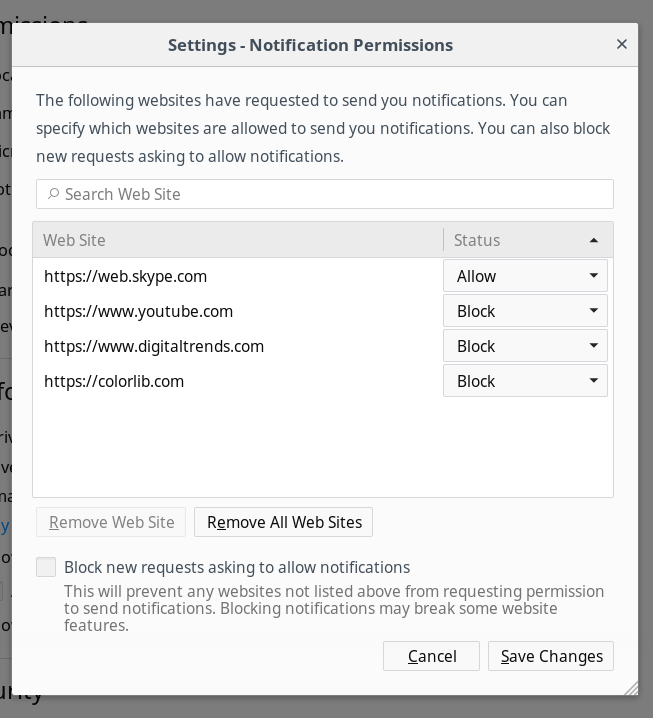 Settings - Notification Permissions
The following websites have requested to send you notifications. You can
specify which websites are allowed to send you notifications. You can also block
new requests asking to allow notifications.
Search Web Site
Web Site Status
https://web.skype.com Allow
https://www.youtube.com Block
https://www.digitaltrends.com Block
https://colorlib.com Block
Remove Web Site Remove All Web Sites
Block new requests asking to allow notifications
This will prevent any websites not listed above from requesting permission
to send notifications. Blocking notifications may break some website
features.
Cancel Save Changes